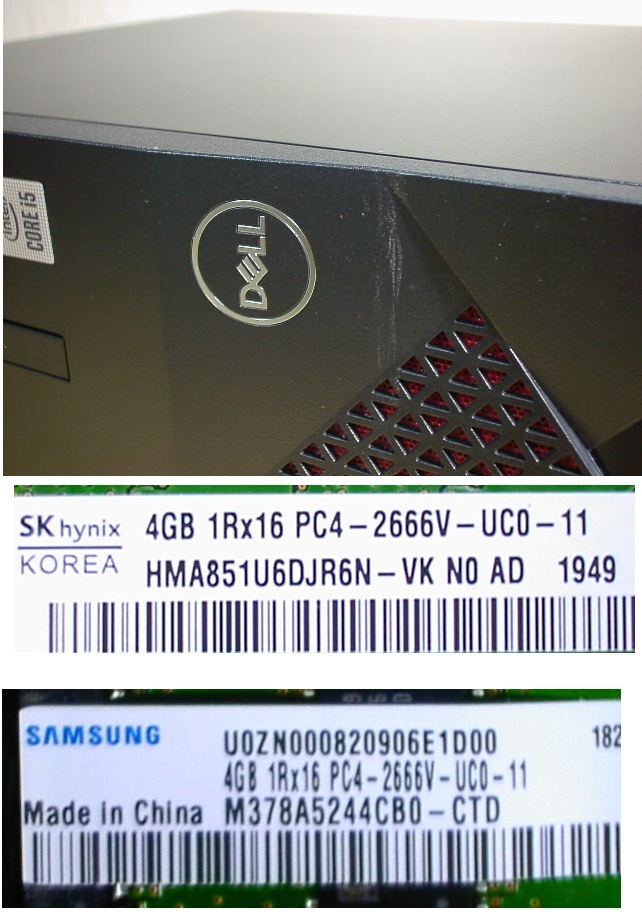 intel
CORE i5
DELL
SK hynix
KOREA
4GB 1Rx16 PC4-2666V-UC0-11
HMA851U6DJR6N-VK N0 AD 1949
SAMSUNG
U0ZN000820906E1D00
182
4GB 1Rx16 PC4-2666V-UC0-11
Made in China M378A5244CB0-CTD